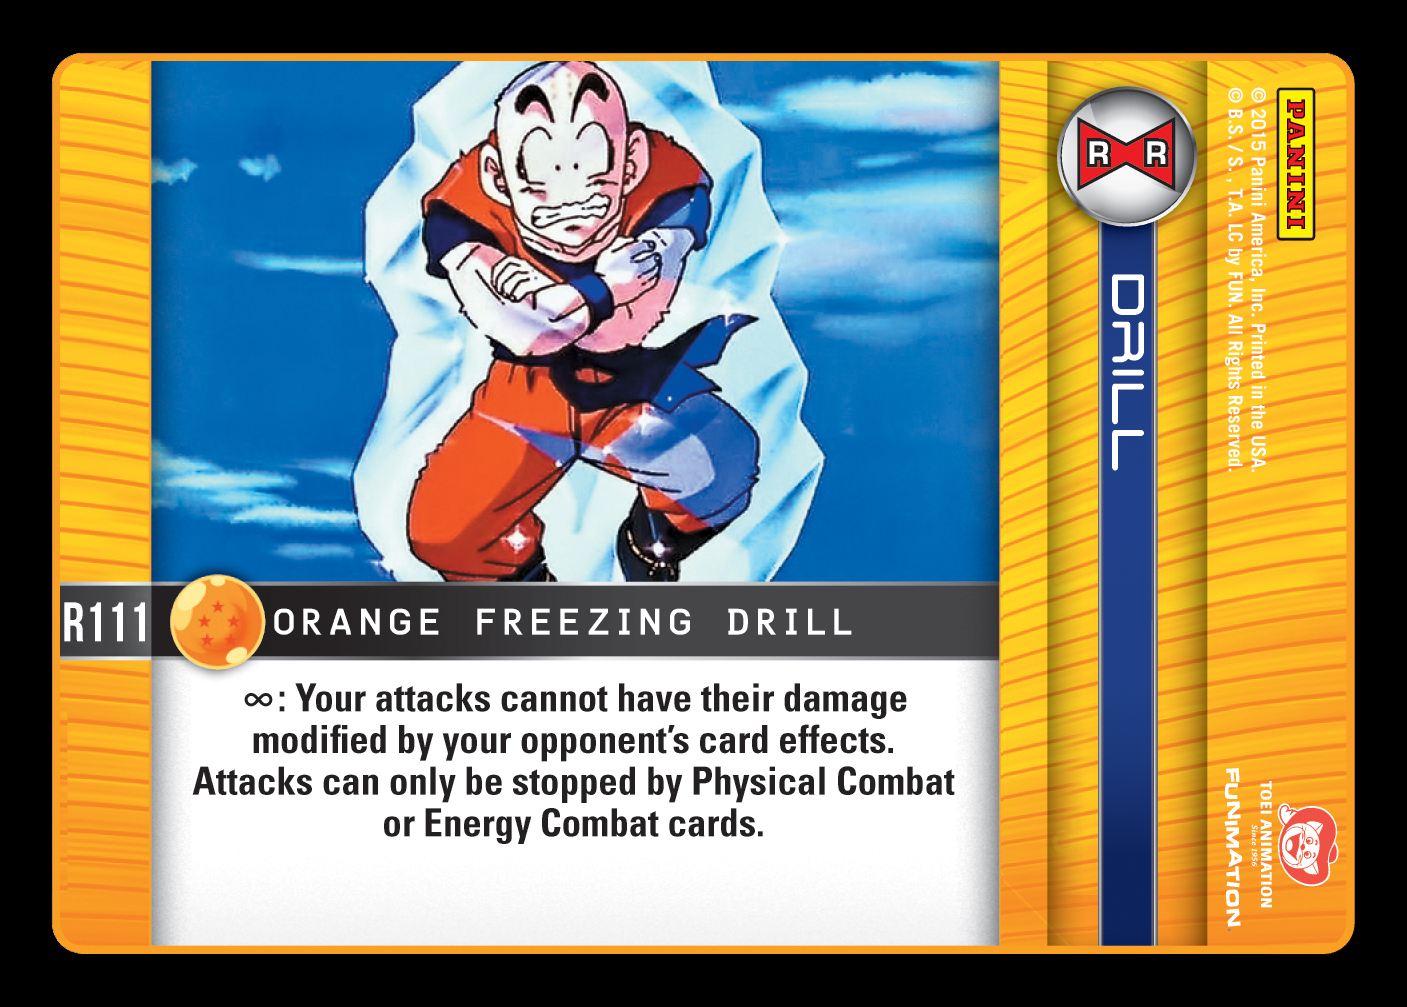 R111
ORANGE FREEZING DRILL
∞: Your attacks cannot have their damage
modified by your opponent's card effects.
Attacks can only be stopped by Physical Combat
or Energy Combat cards.
R R
DRILL
PANINI
© 2015 Panini America, Inc. Printed in the USA.
© B.S./S., T.A. LC by FUN. All Rights Reserved.
TOEI ANIMATION
Since 1956
FUNIMATION